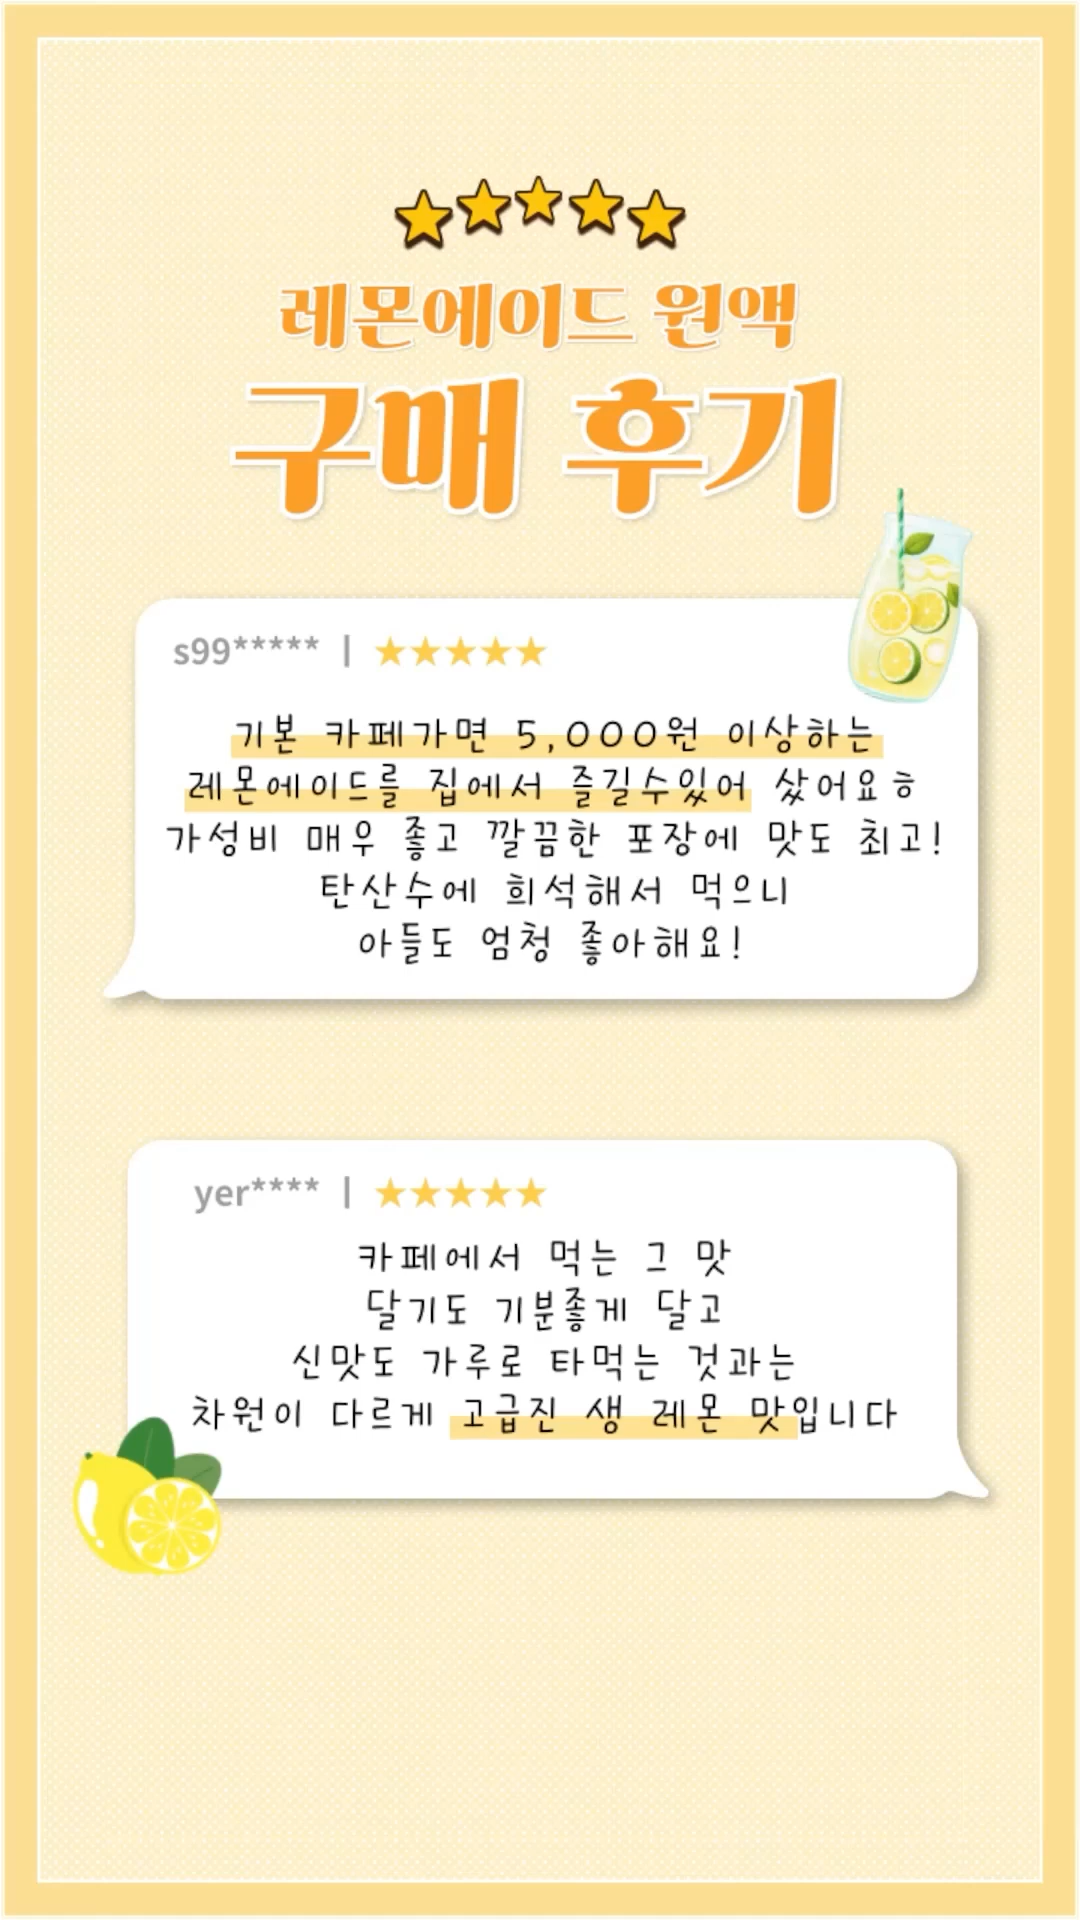 레몬에이드 원액
구매 후기
s99***** | ★★★★★
기본 카페가면 5,000원 이상하는
레몬에이드를 집에서 즐길수있어 샀어요ㅎ
가성비 매우 좋고 깔끔한 포장에 맛도 최고!
탄산수에 희석해서 먹으니
아들도 엄청 좋아해요!
yer**** | ★★★★★
카페에서 먹는 그 맛
달기도 기분좋게 달고
신맛도 가루로 타먹는 것과는
차원이 다르게 고급진 생 레몬 맛입니다